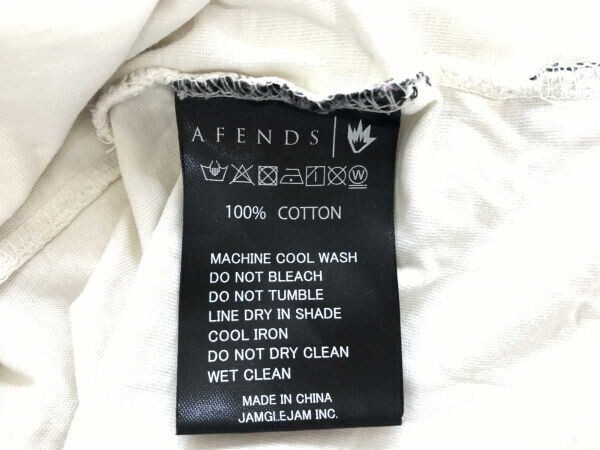 AFENDS
W
100% COTTON
MACHINE COOL WASH
DO NOT BLEACH
DO NOT TUMBLE
LINE DRY IN SHADE
COOL IRON
DO NOT DRY CLEAN
WET CLEAN
MADE IN CHINA
JAMGLEJAM INC.